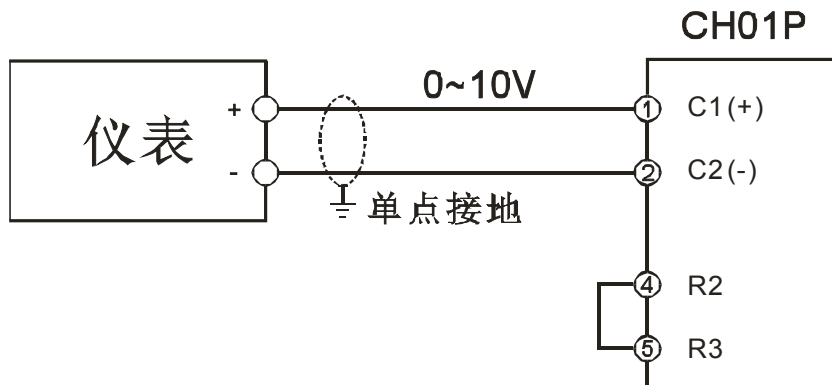 CH01P
0~10V
+ ① C1(+)
仪表
- ② C2(-)
单点接地
④ R2
⑤ R3